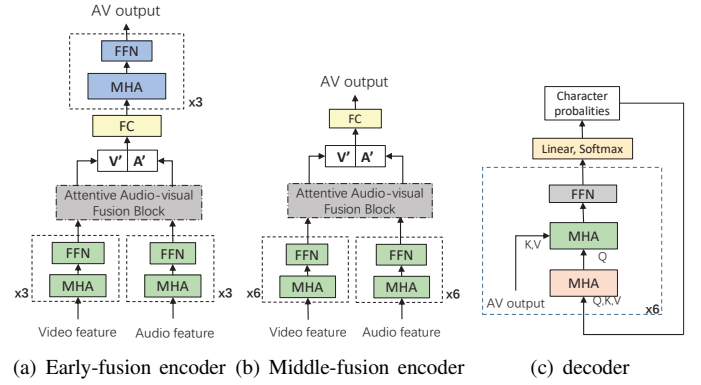 AV output
FFN
MHA
x3
FC
V' A'
Attentive Audio-visual
Fusion Block
FFN
MHA
x3
FFN
MHA
x3
Video feature
Audio feature
(a) Early-fusion encoder
AV output
FC
V' A'
Attentive Audio-visual
Fusion Block
FFN
MHA
x6
FFN
MHA
x6
Video feature
Audio feature
(b) Middle-fusion encoder
Character
probalities
Linear, Softmax
FFN
MHA
K,V
Q
MHA
AV output
Q,K,V
x6
(c) decoder